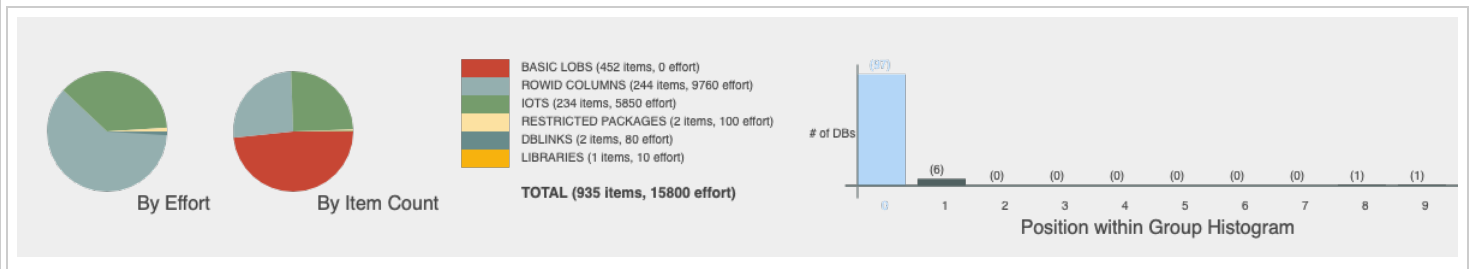 By Effort
By Item Count
BASIC LOBS (452 items, 0 effort)
ROWID COLUMNS (244 items, 9760 effort)
IOTS (234 items, 5850 effort)
RESTRICTED PACKAGES (2 items, 100 effort)
DBLINKS (2 items, 80 effort)
LIBRARIES (1 items, 10 effort)
TOTAL (935 items, 15800 effort)
# of DBs
(97)
(6)
(0)
(0)
(0)
(0)
(0)
(0)
(1)
(1)
0
1
2
3
4
5
6
7
8
9
Position within Group Histogram